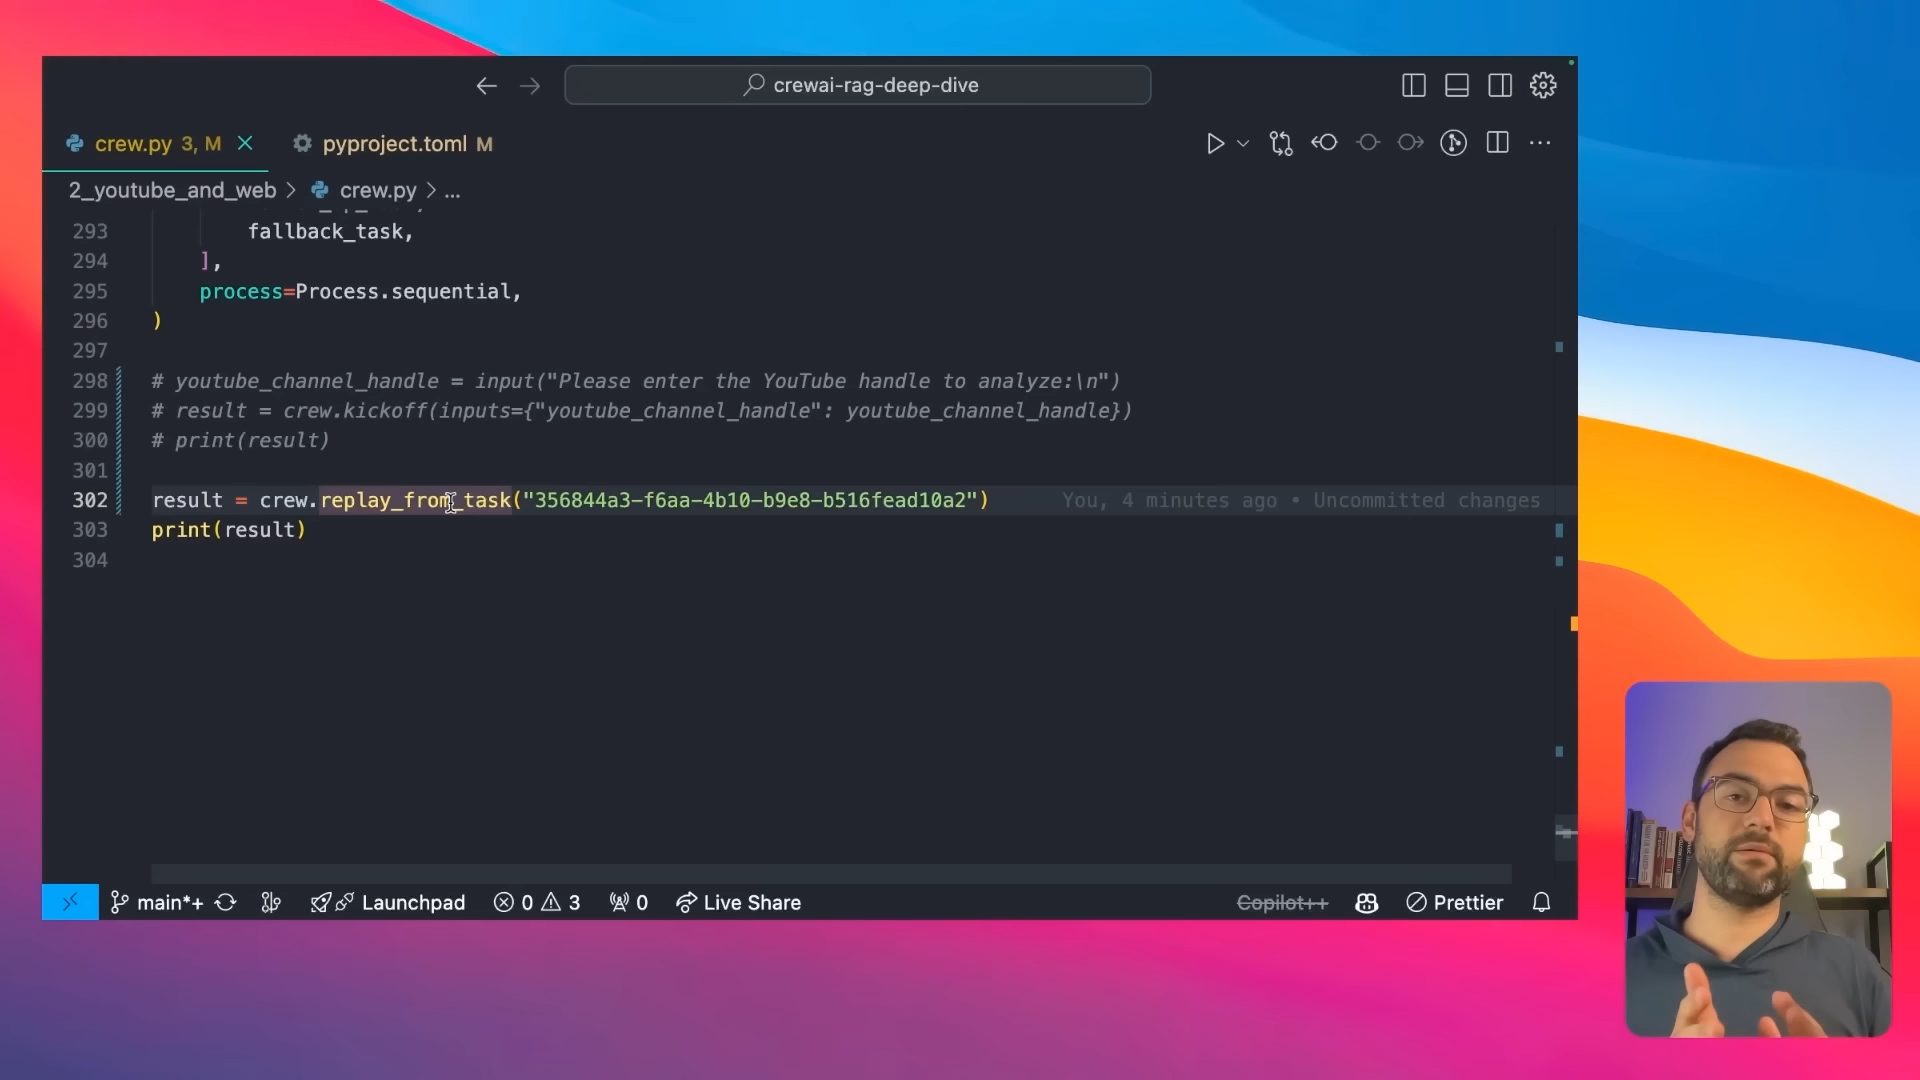 crewai-rag-deep-dive
crew.py 3, M
pyproject.toml M
2_youtube_and_web > crew.py > ...
293 fallback_task,
294 ],
295 process=Process.sequential,
296 )
297
298 # youtube_channel_handle = input("Please enter the YouTube handle to analyze:\n")
299 # result = crew.kickoff(inputs={"youtube_channel_handle": youtube_channel_handle})
300 # print(result)
301
302 result = crew.replay_from_task("356844a3-f6aa-4b10-b9e8-b516fead10a2") You, 4 minutes ago • Uncommitted changes
303 print(result)
304
main*+ Launchpad 0 3 0 Live Share Copilot++ Prettier